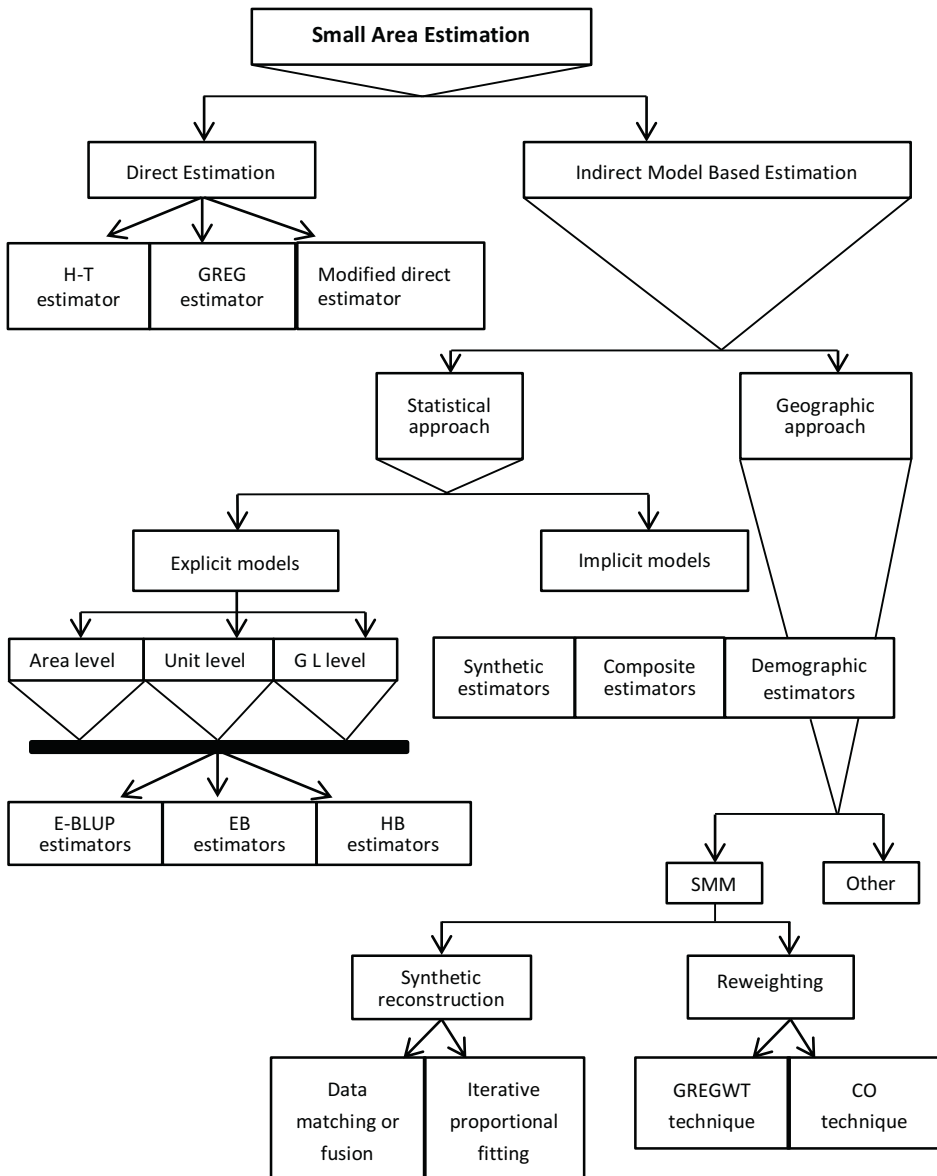 Small Area Estimation
Direct Estimation
Indirect Model Based Estimation
H-T
estimator
GREG
estimator
Modified direct
estimator
Statistical
approach
Geographic
approach
Explicit models
Implicit models
Area level
Unit level
G L level
Synthetic
estimators
Composite
estimators
Demographic
estimators
E-BLUP
estimators
EB
estimators
HB
estimators
SMM
Other
Synthetic
reconstruction
Reweighting
Data
matching or
fusion
Iterative
proportional
fitting
GREGWT
technique
CO
technique